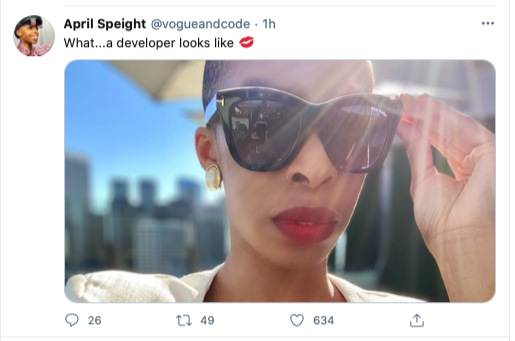 April Speight @vogueandcode · 1h
What...a developer looks like 💋
26 49 634